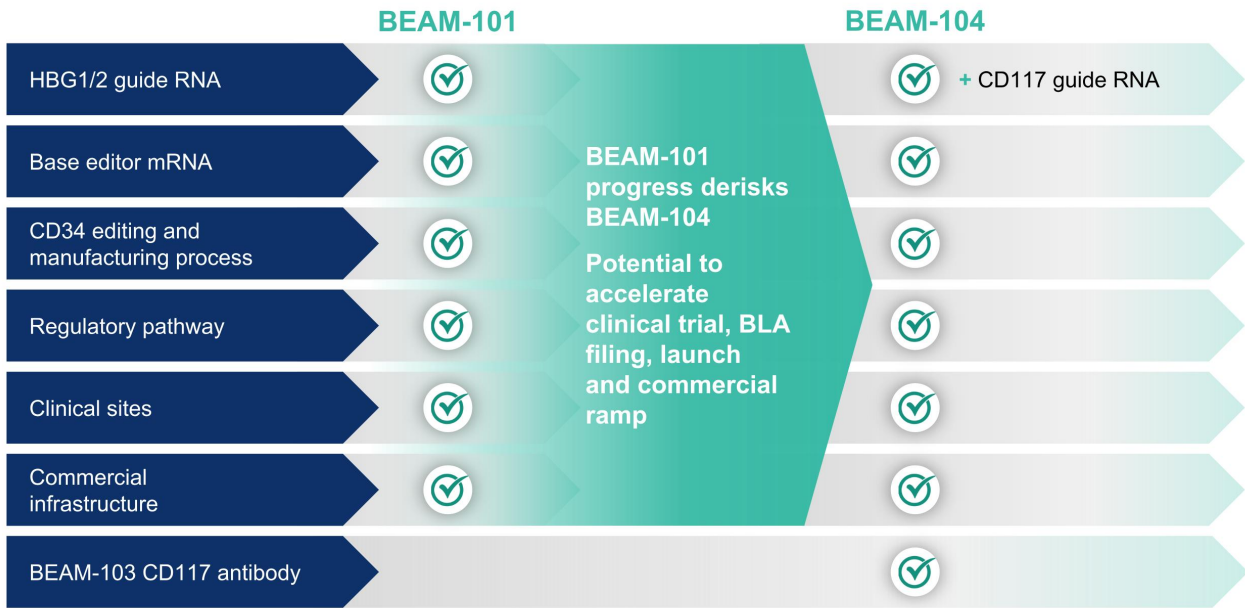 BEAM-101
BEAM-104
HBG1/2 guide RNA
+ CD117 guide RNA
Base editor mRNA
CD34 editing and
manufacturing process
Regulatory pathway
Clinical sites
Commercial
infrastructure
BEAM-103 CD117 antibody
BEAM-101
progress derisks
BEAM-104
Potential to
accelerate
clinical trial, BLA
filing, launch
and commercial
ramp